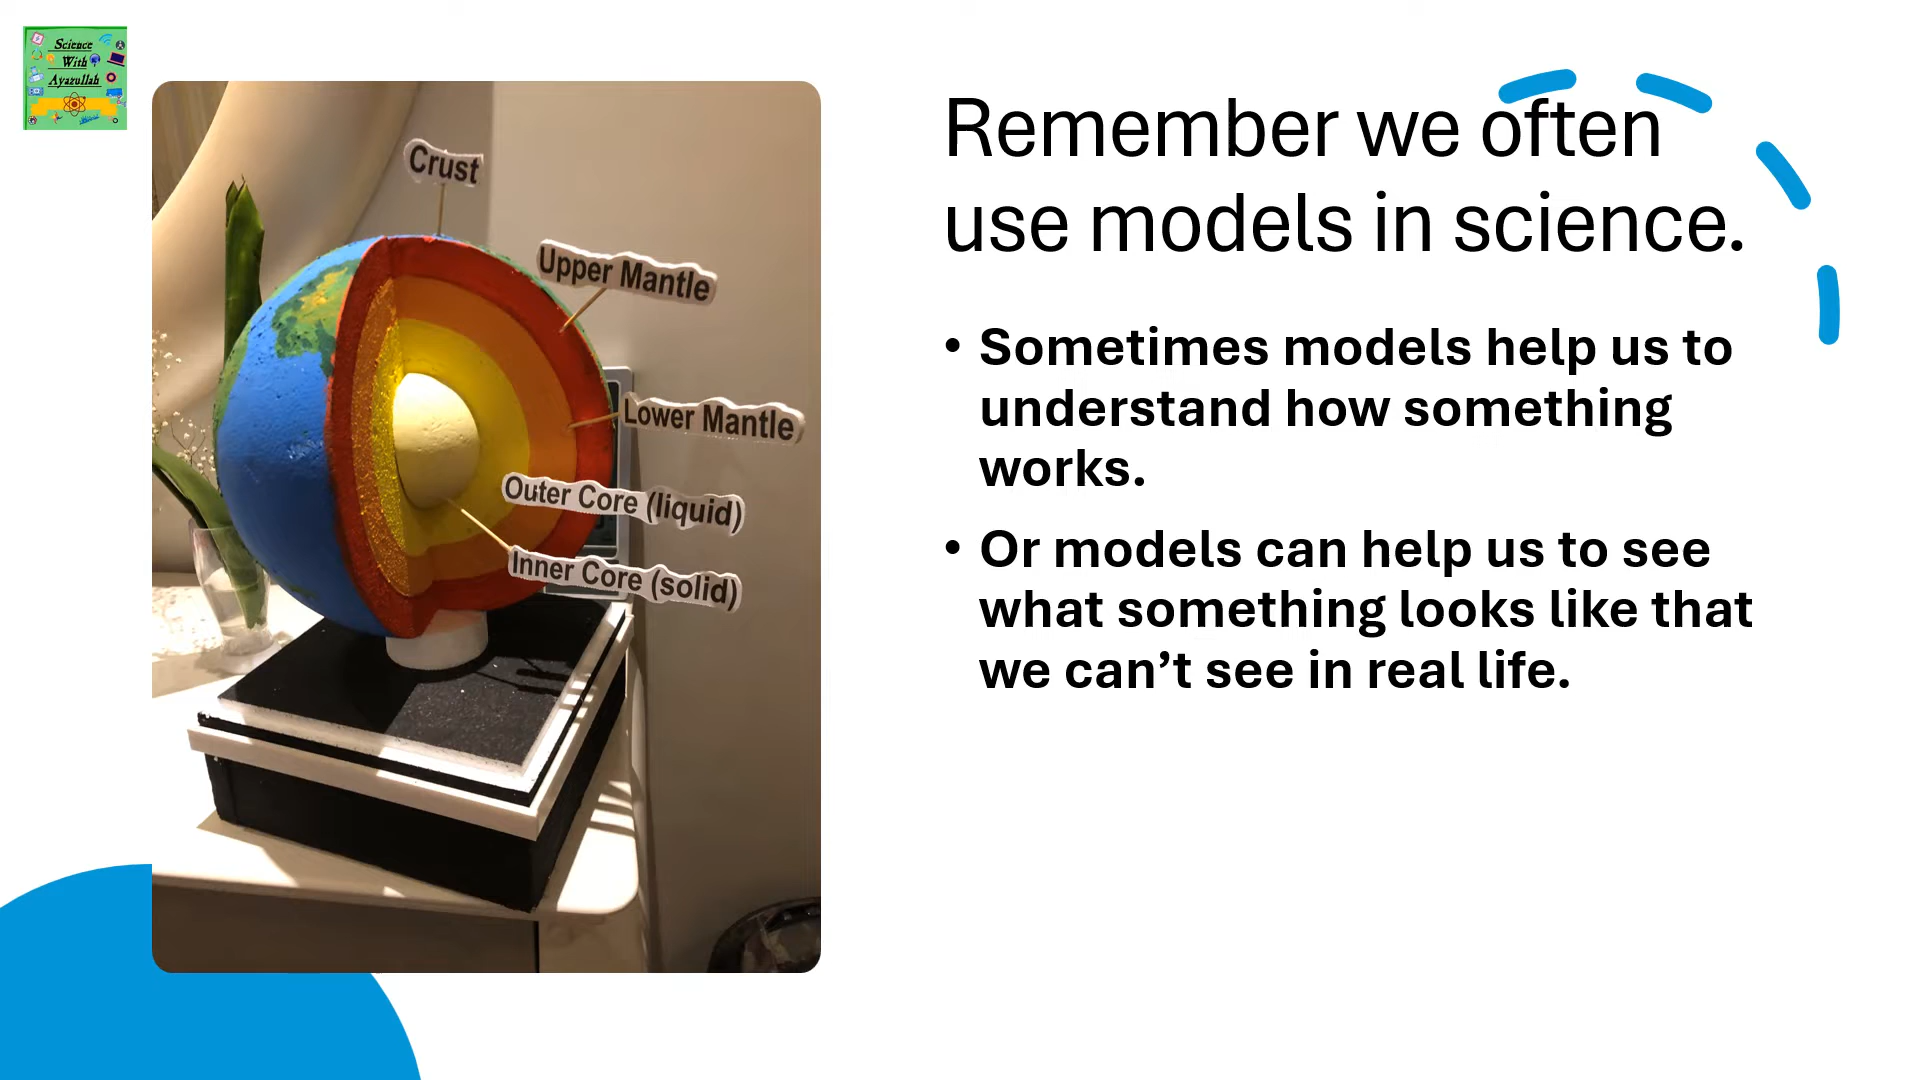 Science
With
Ayazullah
Crust
Upper Mantle
Lower Mantle
Outer Core (liquid)
Inner Core (solid)
Remember we often
use models in science.
• Sometimes models help us to
understand how something
works.
• Or models can help us to see
what something looks like that
we can’t see in real life.